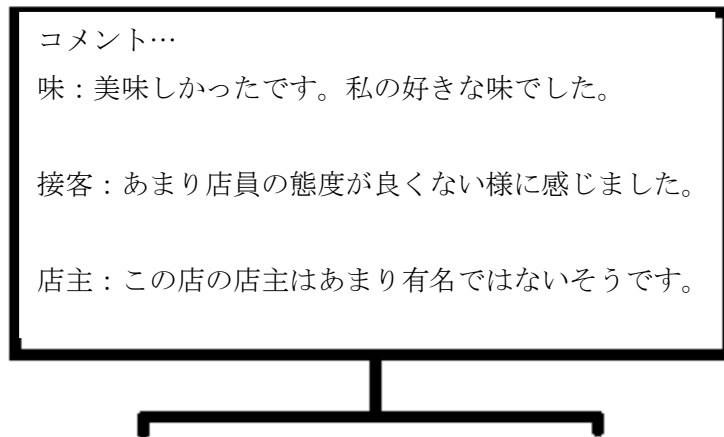 コメント…
味：美味しかったです。私の好きな味でした。
接客：あまり店員の態度が良くない様に感じました。
店主：この店の店主はあまり有名ではないそうです。